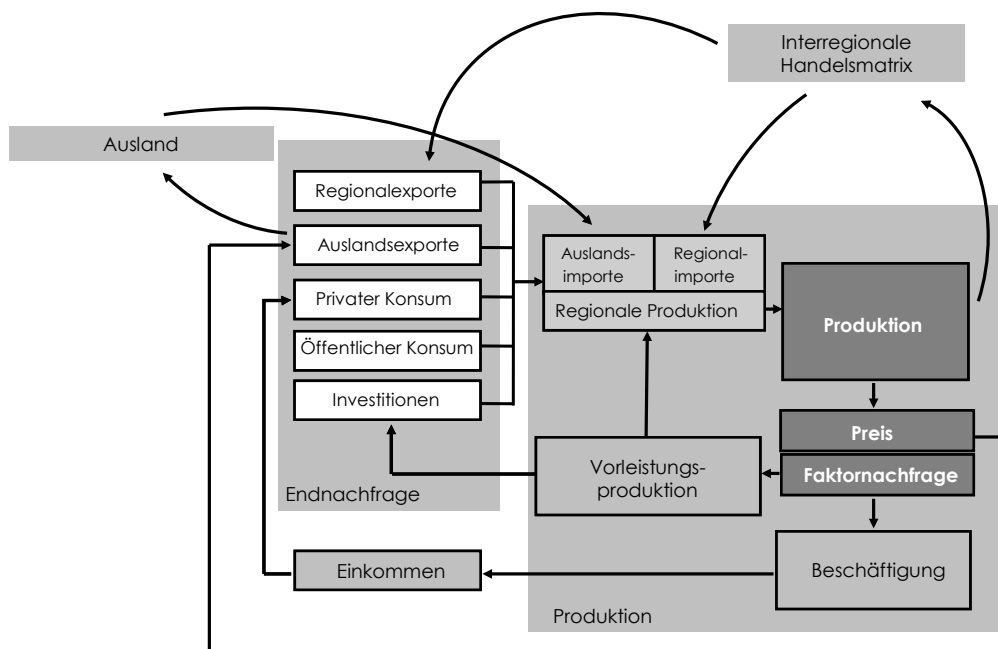 Interregionale
Handelsmatrix
Ausland
Regionalexporte
Auslandsexporte
Privater Konsum
Öffentlicher Konsum
Investitionen
Endnachfrage
Auslands-
importe
Regional-
importe
Regionale Produktion
Produktion
Preis
Faktornachfrage
Vorleistungs-
produktion
Einkommen
Beschäftigung
Produktion